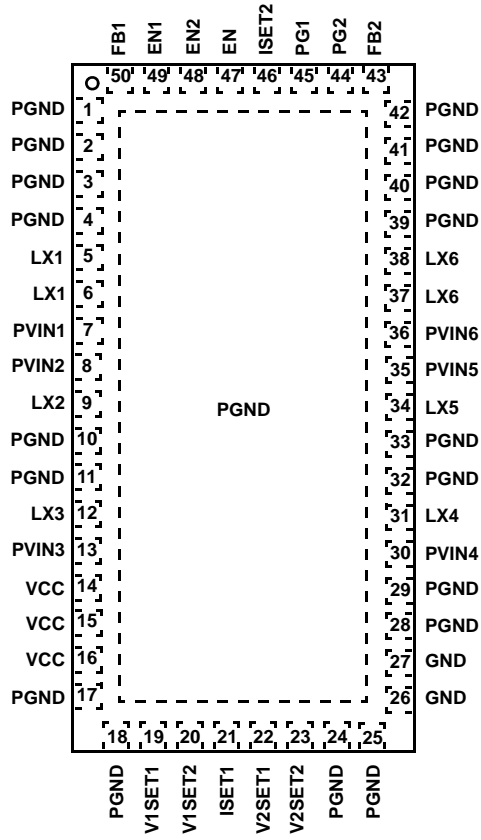 FB1 EN1 EN2 EN ISET2 PG1 PG2 FB2
50 49 48 47 46 45 44 43
PGND 1 42 PGND
PGND 2 41 PGND
PGND 3 40 PGND
PGND 4 39 PGND
LX1 5 38 LX6
LX1 6 37 LX6
PVIN1 7 36 PVIN6
PVIN2 8 35 PVIN5
LX2 9 PGND 34 LX5
PGND 10 33 PGND
PGND 11 32 PGND
LX3 12 31 LX4
PVIN3 13 30 PVIN4
VCC 14 29 PGND
VCC 15 28 PGND
VCC 16 27 GND
PGND 17 26 GND
18 19 20 21 22 23 24 25
PGND V1SET1 V1SET2 ISET1 V2SET1 V2SET2 PGND PGND